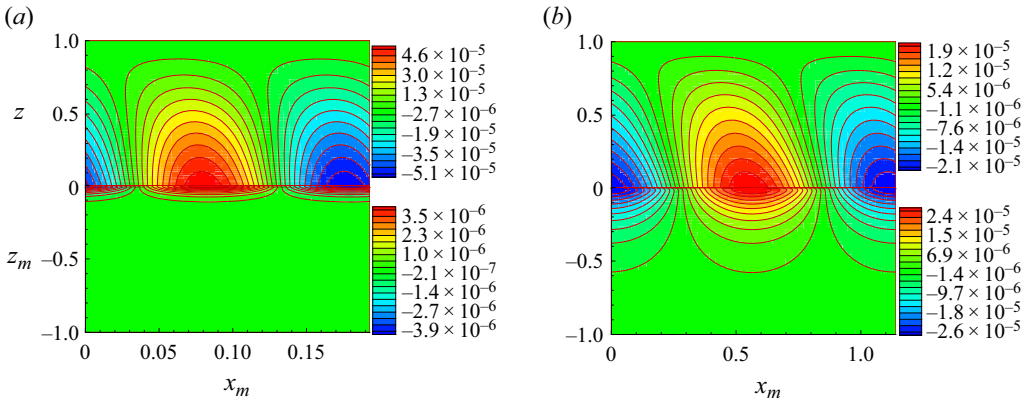 (a)
1.0
z
0.5
0
z_m
–0.5
–1.0
0 0.05 0.10 0.15
x_m
4.6 × 10⁻⁵
3.0 × 10⁻⁵
1.3 × 10⁻⁵
–2.7 × 10⁻⁶
–1.9 × 10⁻⁵
–3.5 × 10⁻⁵
–5.1 × 10⁻⁵
3.5 × 10⁻⁶
2.3 × 10⁻⁶
1.0 × 10⁻⁶
–2.1 × 10⁻⁷
–1.4 × 10⁻⁶
–2.7 × 10⁻⁶
–3.9 × 10⁻⁶
(b)
1.0
0.5
0
–0.5
–1.0
0 0.5 1.0
x_m
1.9 × 10⁻⁵
1.2 × 10⁻⁵
5.4 × 10⁻⁶
–1.1 × 10⁻⁶
–7.6 × 10⁻⁶
–1.4 × 10⁻⁵
–2.1 × 10⁻⁵
2.4 × 10⁻⁵
1.5 × 10⁻⁵
6.9 × 10⁻⁶
–1.4 × 10⁻⁶
–9.7 × 10⁻⁶
–1.8 × 10⁻⁵
–2.6 × 10⁻⁵